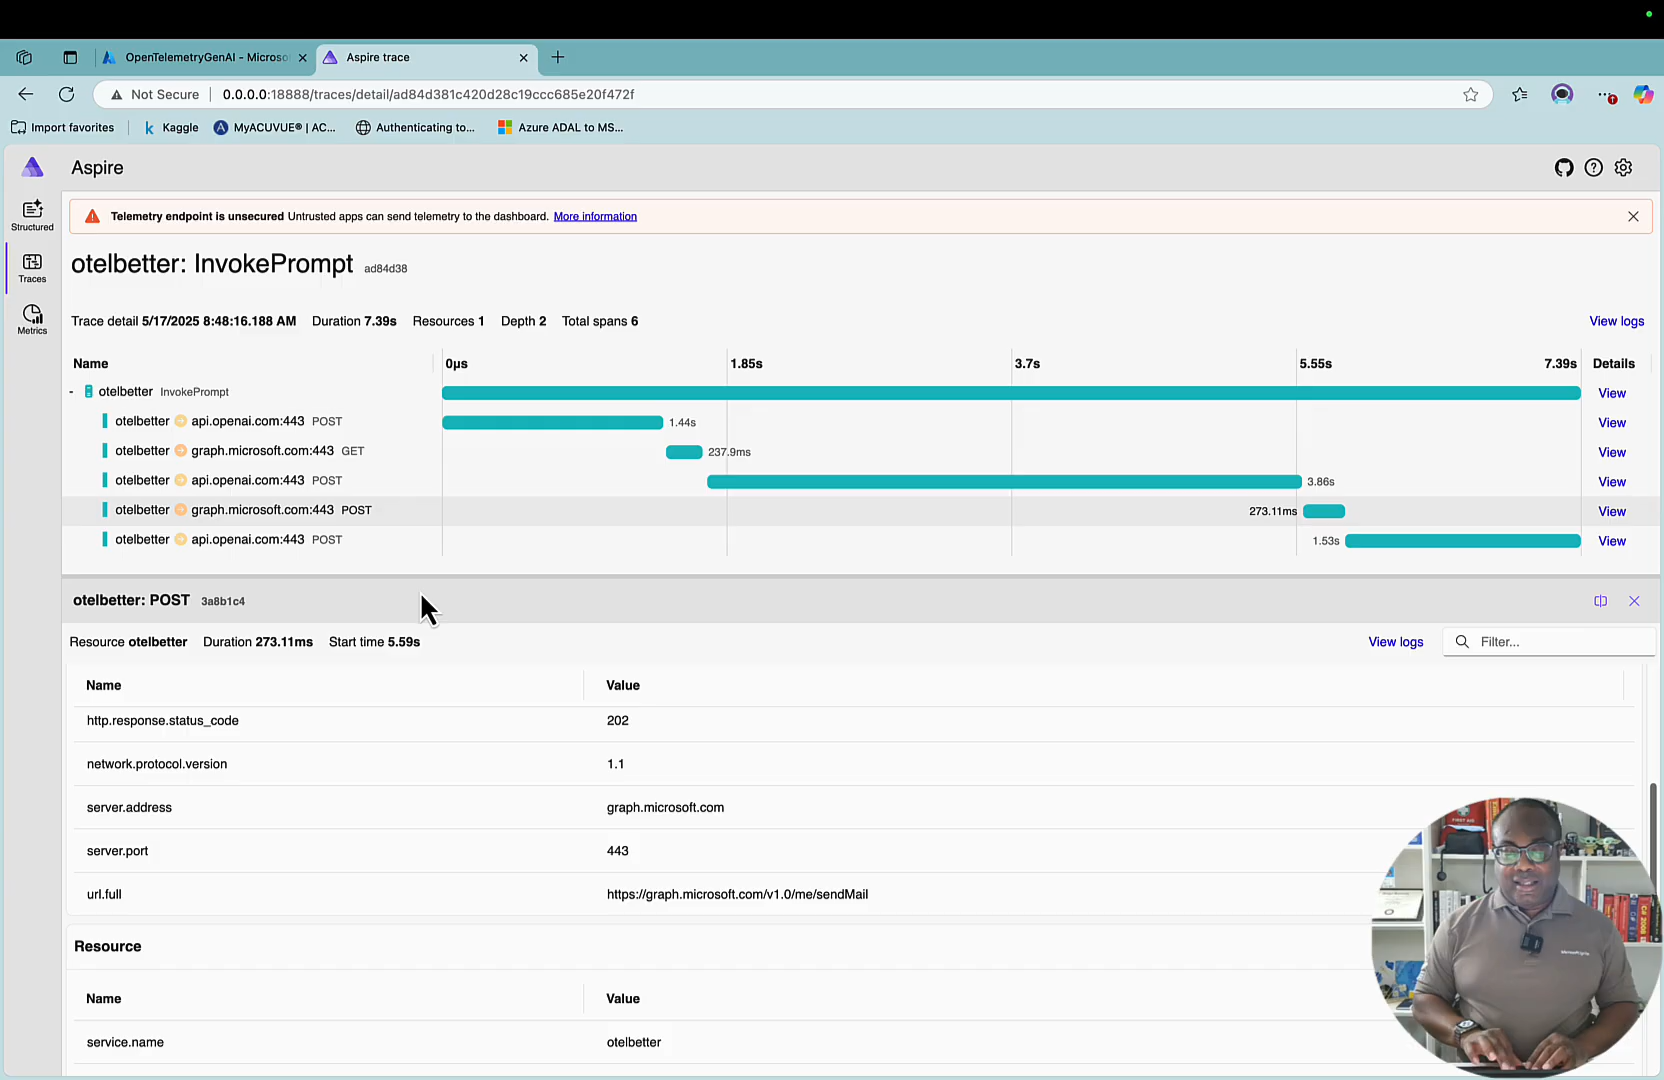 OpenTelemetryGenAI - Microso
Aspire trace
Not Secure 0.0.0.0:18888/traces/detail/ad84d381c420d28c19ccc685e20f472f
Import favorites Kaggle MyACUVUE® | AC... Authenticating to... Azure ADAL to MS...
Aspire
Structured
Traces
Metrics
Telemetry endpoint is unsecured Untrusted apps can send telemetry to the dashboard. More information
otelbetter: InvokePrompt ad84d38
Trace detail 5/17/2025 8:48:16.188 AM Duration 7.39s Resources 1 Depth 2 Total spans 6 View logs
Name 0µs 1.85s 3.7s 5.55s 7.39s Details
- otelbetter InvokePrompt View
otelbetter api.openai.com:443 POST 1.44s View
otelbetter graph.microsoft.com:443 GET 237.9ms View
otelbetter api.openai.com:443 POST 3.86s View
otelbetter graph.microsoft.com:443 POST 273.11ms View
otelbetter api.openai.com:443 POST 1.53s View
otelbetter: POST 3a8b1c4
Resource otelbetter Duration 273.11ms Start time 5.59s View logs Filter...
Name Value
http.response.status_code 202
network.protocol.version 1.1
server.address graph.microsoft.com
server.port 443
url.full https://graph.microsoft.com/v1.0/me/sendMail
Resource
Name Value
service.name otelbetter
FIRST AID